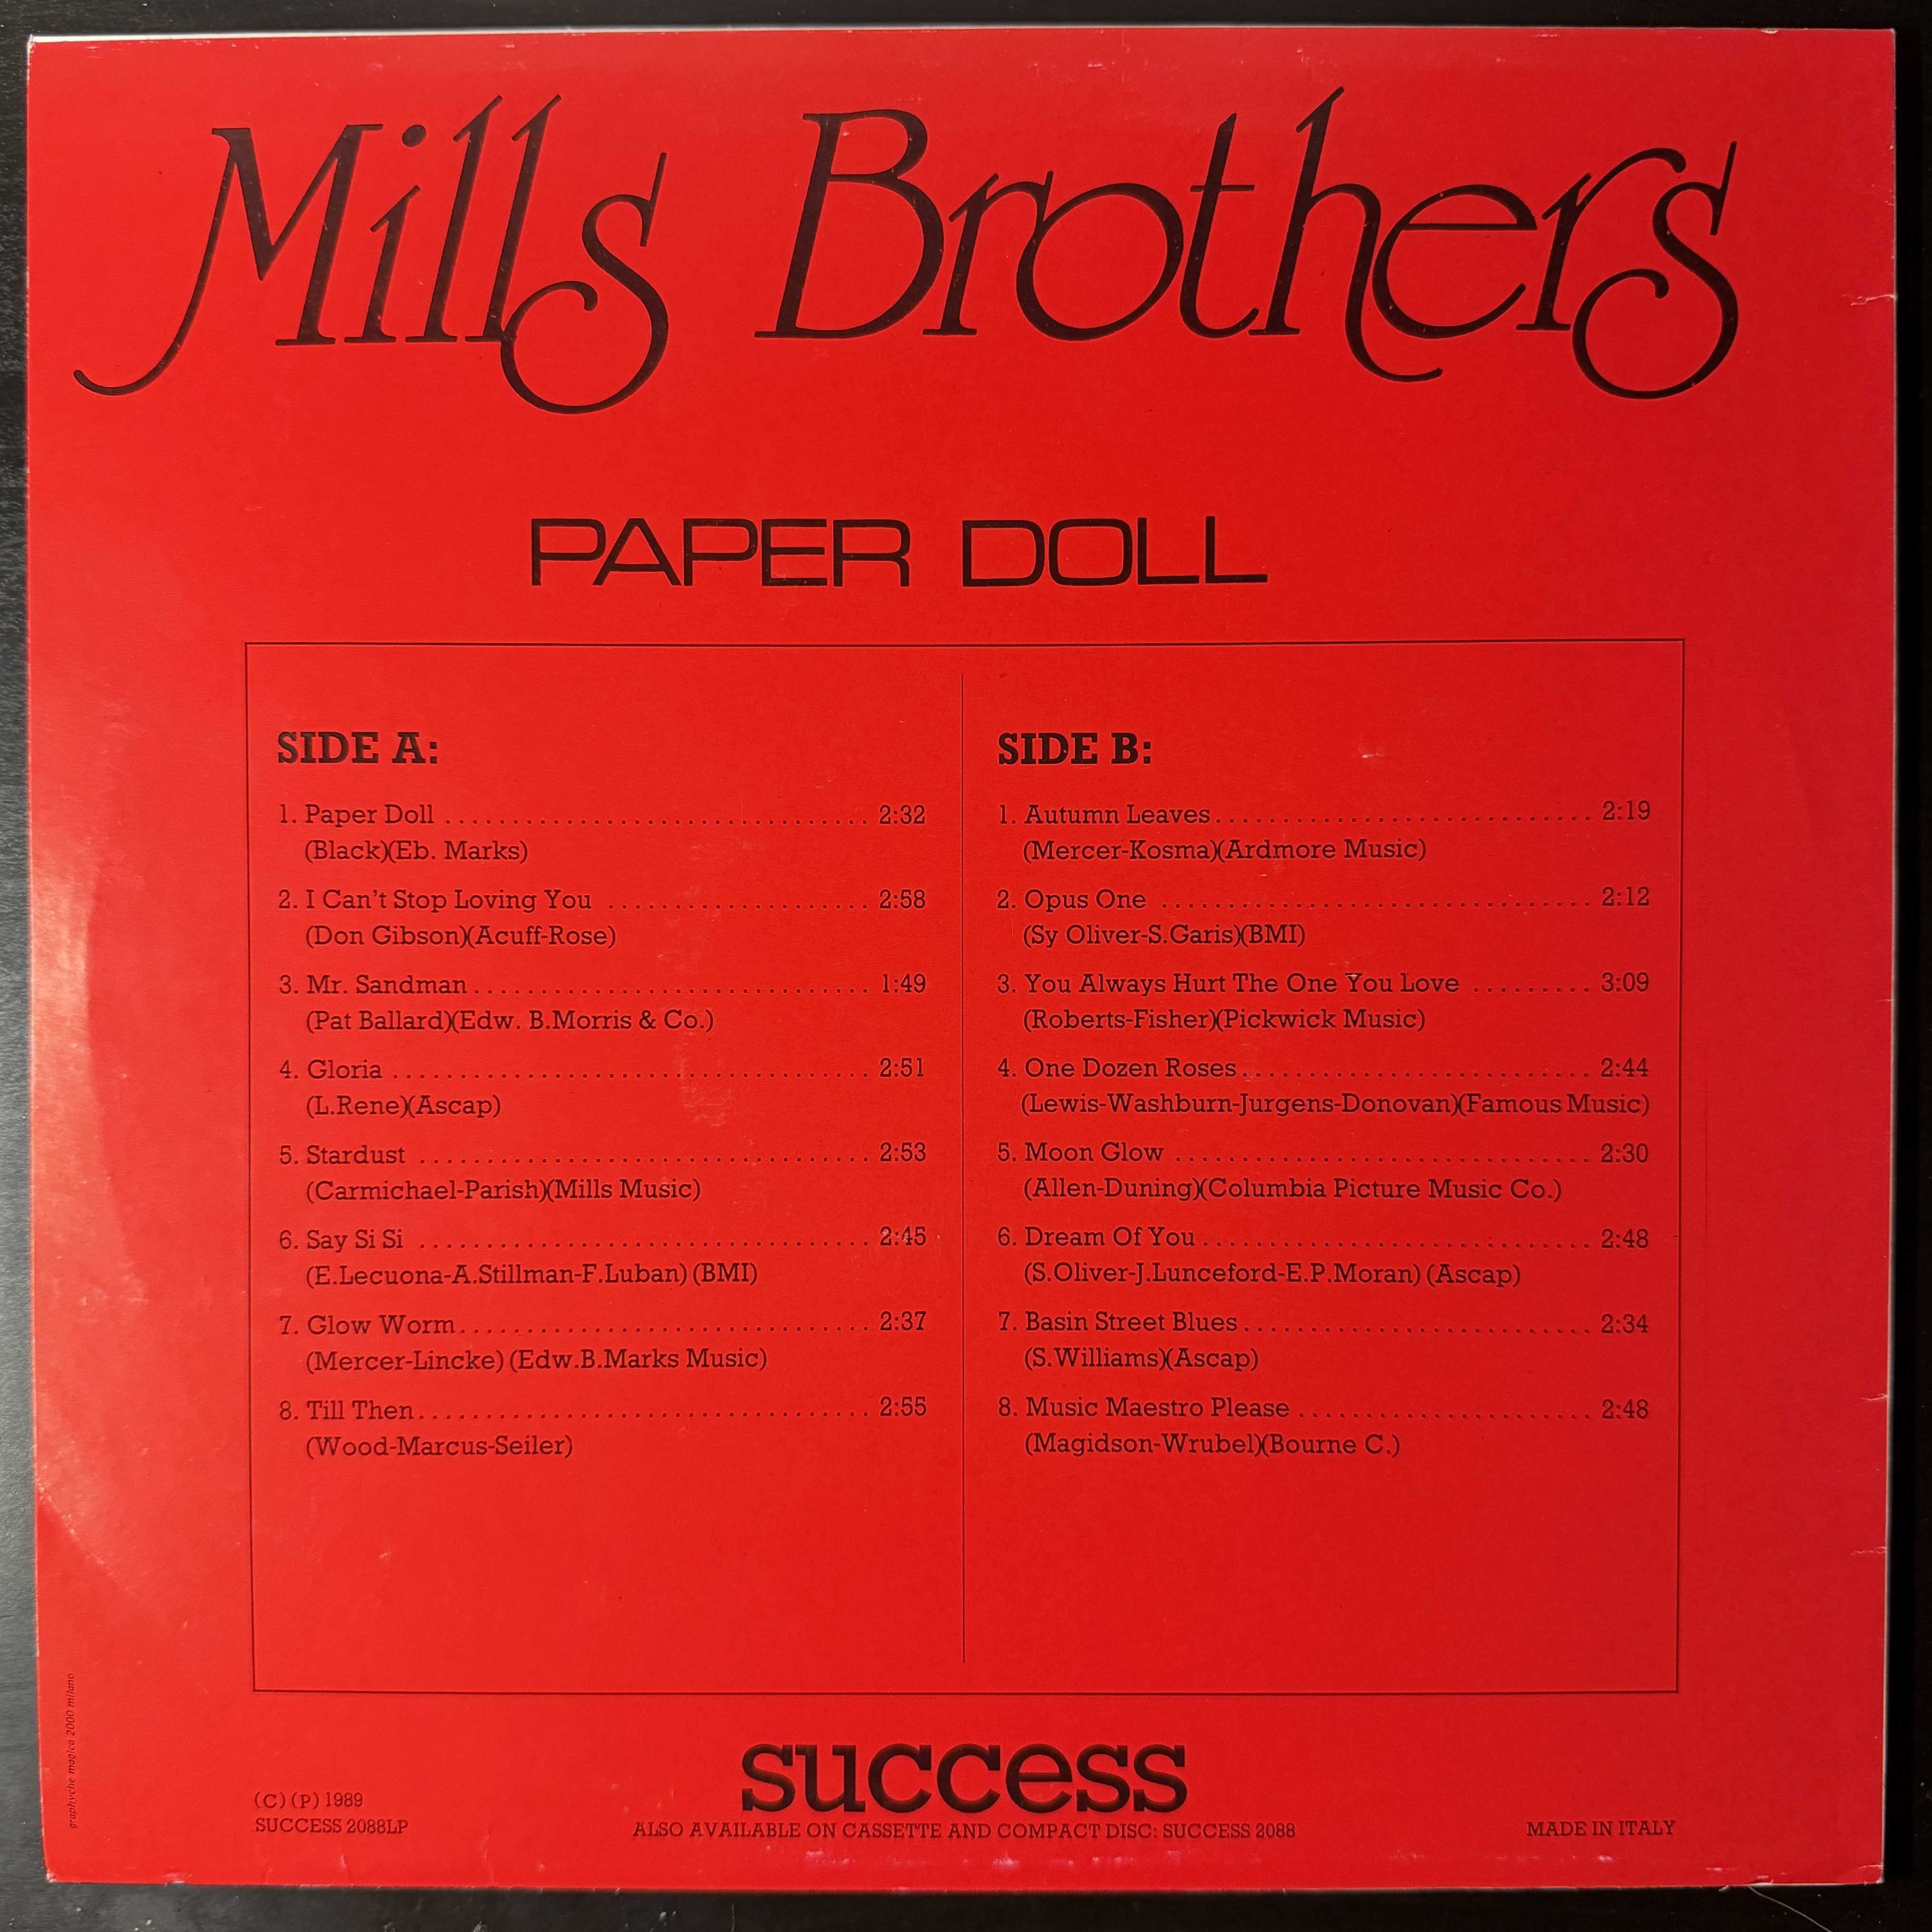 Mills Brothers
PAPER DOLL
SIDE A:
1. Paper Doll ................................ 2:32
(Black)(Eb. Marks)
2. I Can't Stop Loving You .................... 2:58
(Don Gibson)(Acuff-Rose)
3. Mr. Sandman .............................. 1:49
(Pat Ballard)(Edw. B.Morris & Co.)
4. Gloria .................................... 2:51
(L.Rene)(Ascap)
5. Stardust .................................. 2:53
(Carmichael-Parish)(Mills Music)
6. Say Si Si .................................. 2:45
(E.Lecuona-A.Stillman-F.Luban) (BMI)
7. Glow Worm ............................... 2:37
(Mercer-Lincke) (Edw.B.Marks Music)
8. Till Then .................................. 2:55
(Wood-Marcus-Seiler)
SIDE B:
1. Autumn Leaves ............................ 2:19
(Mercer-Kosma)(Ardmore Music)
2. Opus One ................................ 2:12
(Sy Oliver-S.Garis)(BMI)
3. You Always Hurt The One You Love ......... 3:09
(Roberts-Fisher)(Pickwick Music)
4. One Dozen Roses .......................... 2:44
(Lewis-Washburn-Jurgens-Donovan)(Famous Music)
5. Moon Glow ............................... 2:30
(Allen-Duning)(Columbia Picture Music Co.)
6. Dream Of You ............................. 2:48
(S.Oliver-J.Lunceford-E.P.Moran) (Ascap)
7. Basin Street Blues .......................... 2:34
(S.Williams)(Ascap)
8. Music Maestro Please ...................... 2:48
(Magidson-Wrubel)(Bourne C.)
graphyche magica 2000 milano
success
(C) (P) 1989
SUCCESS 2088LP
ALSO AVAILABLE ON CASSETTE AND COMPACT DISC: SUCCESS 2088
MADE IN ITALY